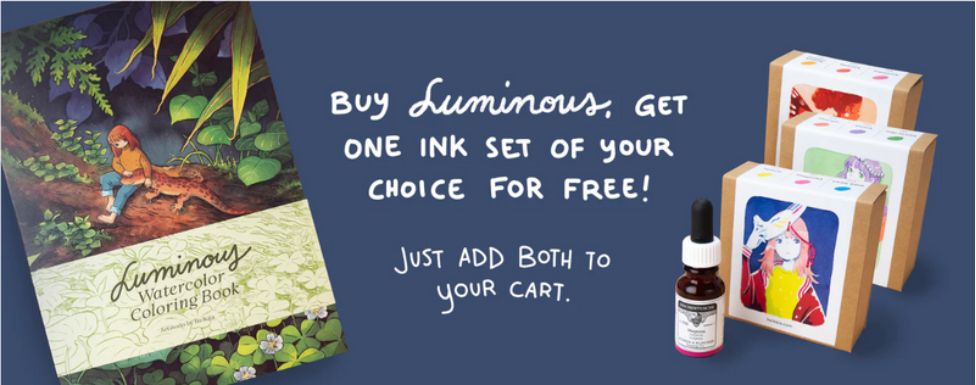 Luminous
Watercolor
Coloring Book
BUY Luminous, GET
ONE INK SET OF YOUR
CHOICE FOR FREE!
JUST ADD BOTH TO
YOUR CART.